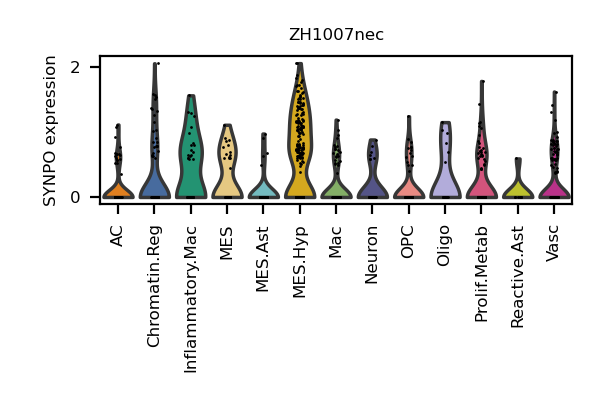 ZH1007nec
SYNPO expression
2
0
AC
Chromatin.Reg
Inflammatory.Mac
MES
MES.Ast
MES.Hyp
Mac
Neuron
OPC
Oligo
Prolif.Metab
Reactive.Ast
Vasc